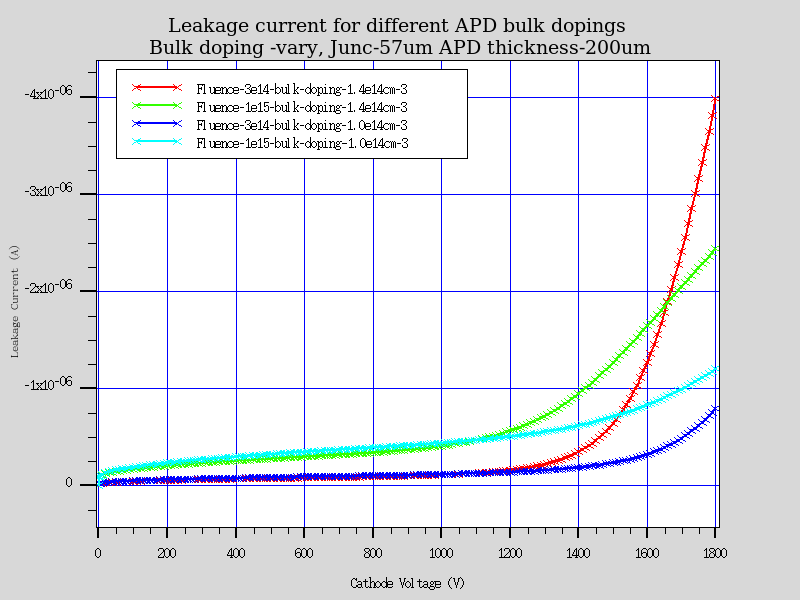 Leakage current for different APD bulk dopings
Bulk doping -vary, Junc-57um APD thickness-200um
Fluence-3e14-bulk-doping-1.4e14cm-3
Fluence-1e15-bulk-doping-1.4e14cm-3
Fluence-3e14-bulk-doping-1.0e14cm-3
Fluence-1e15-bulk-doping-1.0e14cm-3
-4x10-06
-3x10-06
-2x10-06
-1x10-06
0
Leakage Current (A)
0 200 400 600 800 1000 1200 1400 1600 1800
Cathode Voltage (V)